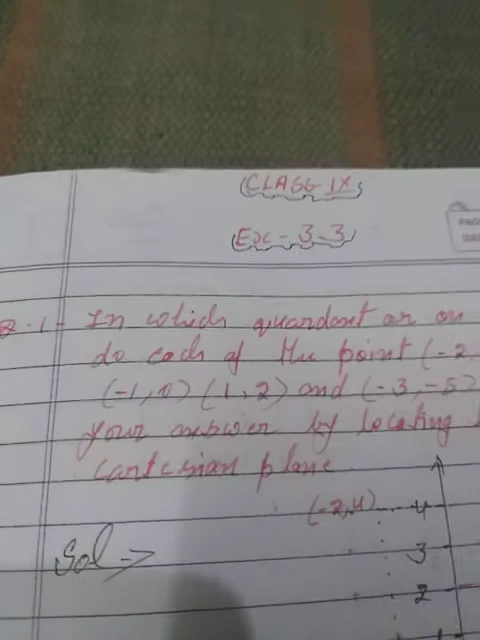 CLASS-IX
Ex-3.3
Q.1- In which quardant or on
do each of the point (-2,
(-1,0) (1,2) and (-3,-5)
your answer by locating
cartesian plane
(-2,4) 4
Sol→ 3
2